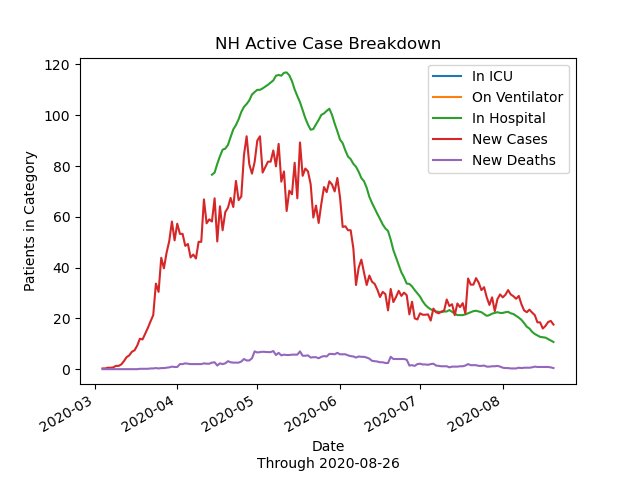 NH Active Case Breakdown
120
100
80
60
40
20
0
Patients in Category
In ICU
On Ventilator
In Hospital
New Cases
New Deaths
2020-03
2020-04
2020-05
2020-06
2020-07
2020-08
Date
Through 2020-08-26